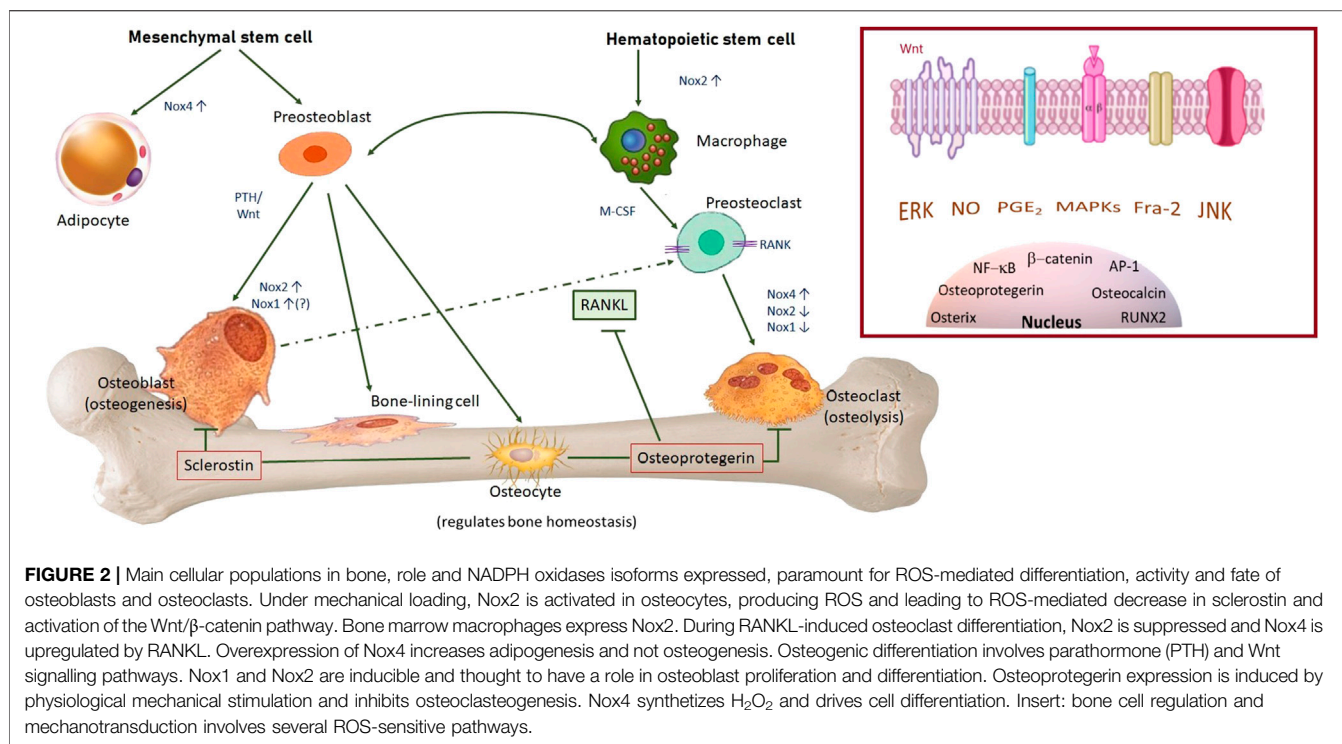 Mesenchymal stem cell
Hematopoietic stem cell
Nox4 ↑
Nox2 ↑
Preosteoblast
Macrophage
Adipocyte
PTH/
Wnt
M-CSF
Preosteoclast
RANK
Nox2 ↑
Nox1 ↑(?)
RANKL
Nox4 ↑
Nox2 ↓
Nox1 ↓
Osteoblast
(osteogenesis)
Bone-lining cell
Osteoclast
(osteolysis)
Sclerostin
Osteoprotegerin
Osteocyte
(regulates bone homeostasis)
Wnt
α β
ERK NO PGE₂ MAPKs Fra-2 JNK
NF-κB β-catenin AP-1
Osteoprotegerin Osteocalcin
Osterix Nucleus RUNX2
FIGURE 2 | Main cellular populations in bone, role and NADPH oxidases isoforms expressed, paramount for ROS-mediated differentiation, activity and fate of
osteoblasts and osteoclasts. Under mechanical loading, Nox2 is activated in osteocytes, producing ROS and leading to ROS-mediated decrease in sclerostin and
activation of the Wnt/β-catenin pathway. Bone marrow macrophages express Nox2. During RANKL-induced osteoclast differentiation, Nox2 is suppressed and Nox4 is
upregulated by RANKL. Overexpression of Nox4 increases adipogenesis and not osteogenesis. Osteogenic differentiation involves parathormone (PTH) and Wnt
signalling pathways. Nox1 and Nox2 are inducible and thought to have a role in osteoblast proliferation and differentiation. Osteoprotegerin expression is induced by
physiological mechanical stimulation and inhibits osteoclasteogenesis. Nox4 synthetizes H₂O₂ and drives cell differentiation. Insert: bone cell regulation and
mechanotransduction involves several ROS-sensitive pathways.